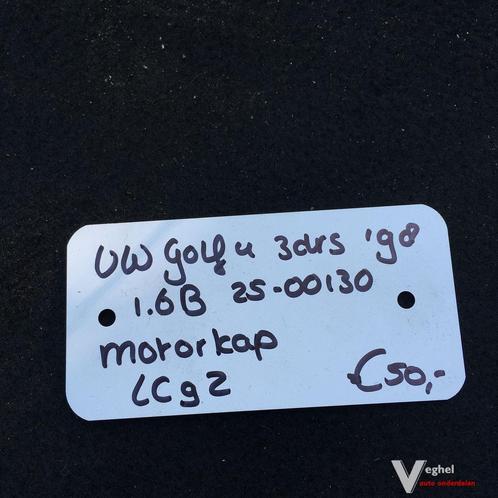 VW Golf 4 3drs '98
1.6B 25-00130
motorkap
LC9Z €50,-
Veghel
auto onderdelen